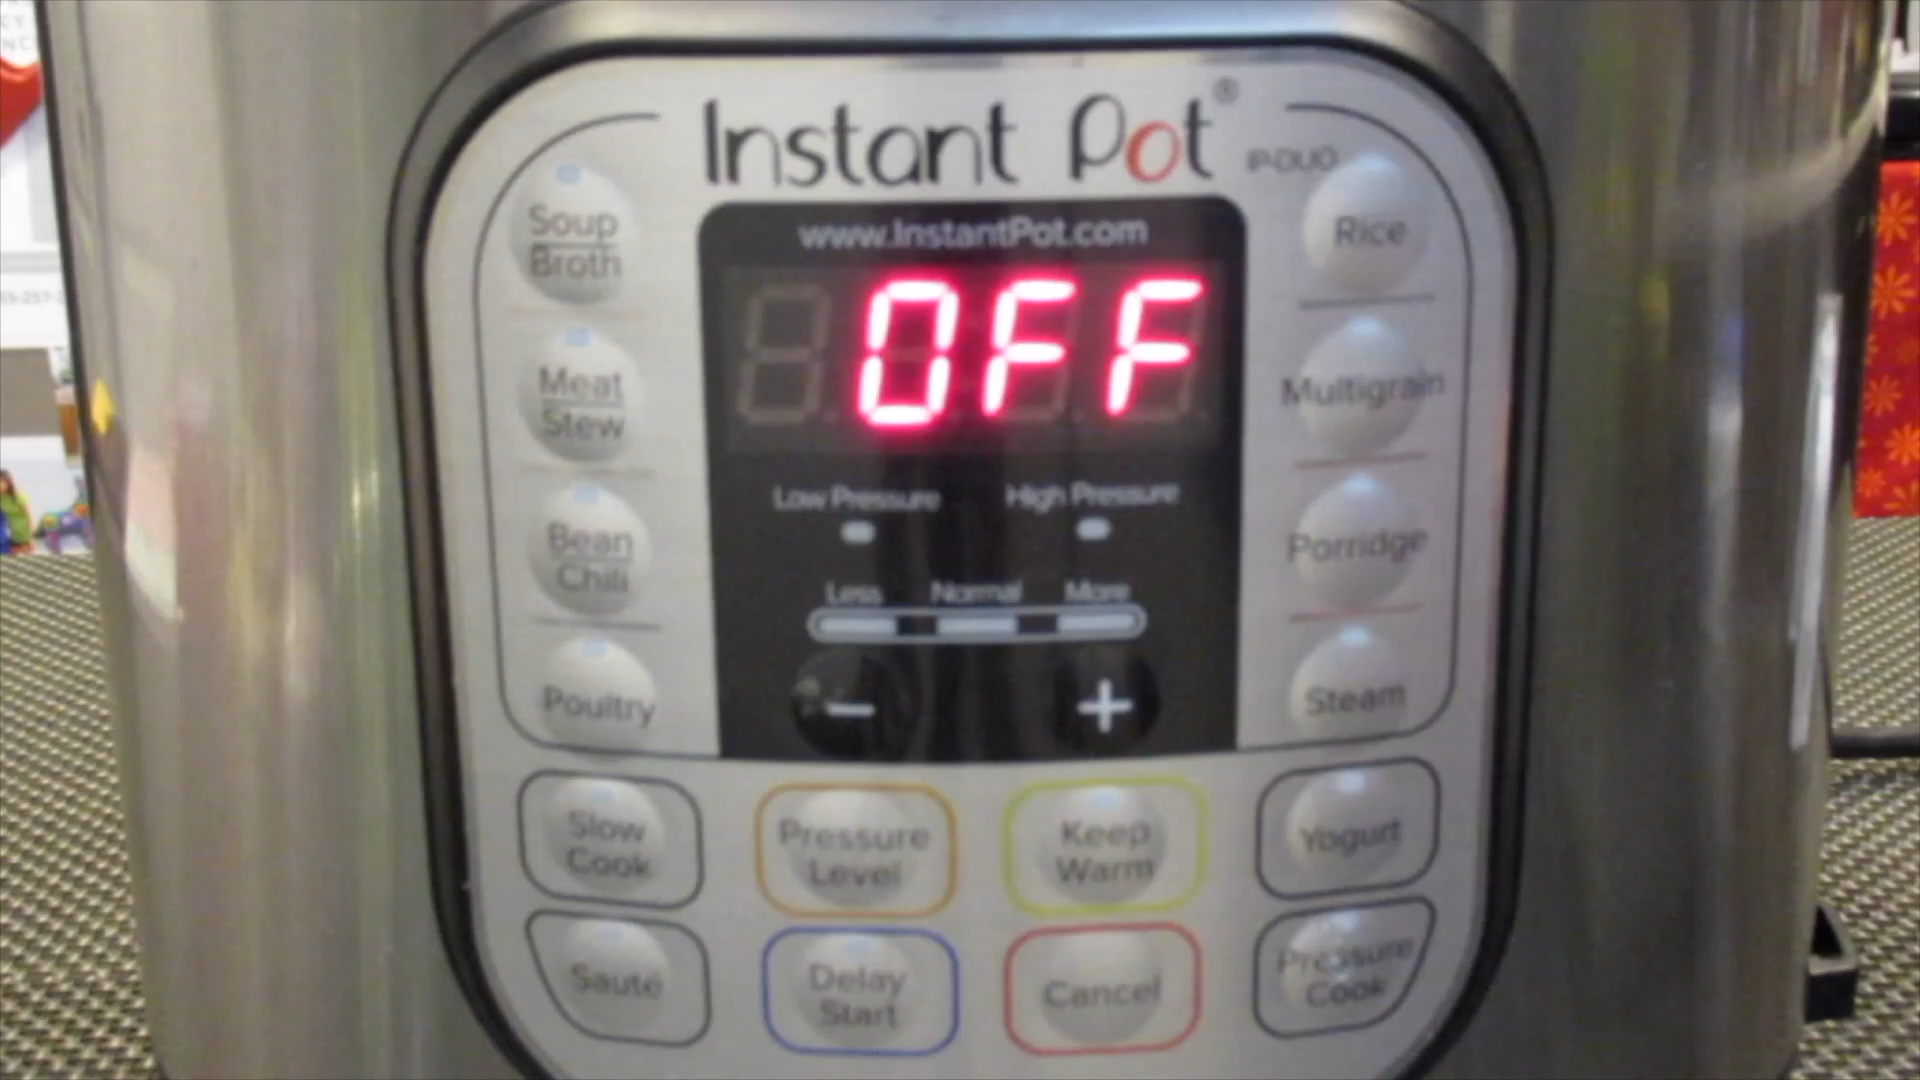 Instant Pot®
IP-DUO
www.InstantPot.com
OFF
Low Pressure
High Pressure
Less Normal More
- +
Soup
Broth
Meat
Stew
Bean
Chili
Poultry
Rice
Multigrain
Porridge
Steam
Slow
Cook
Pressure
Level
Keep
Warm
Yogurt
Sauté
Delay
Start
Cancel
Pressure
Cook